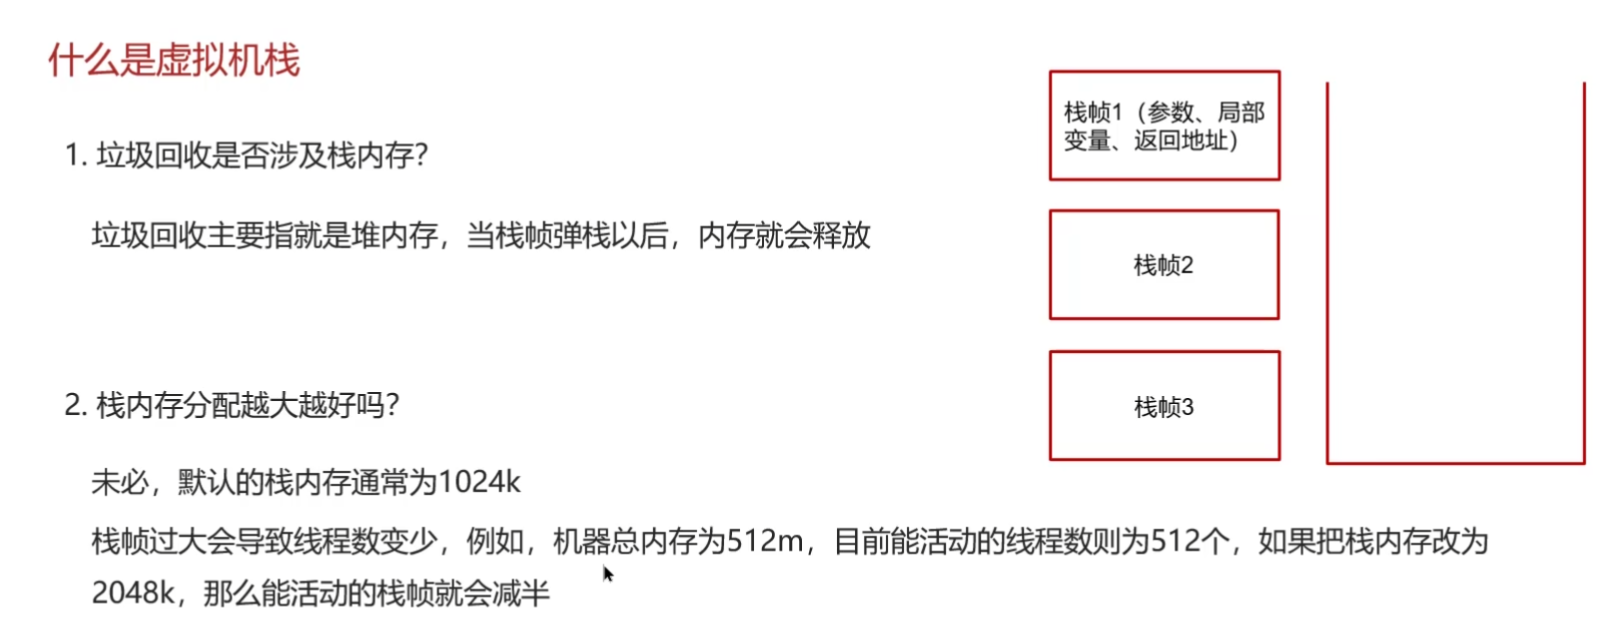 什么是虚拟机栈
1. 垃圾回收是否涉及栈内存?
垃圾回收主要指就是堆内存，当栈帧弹栈以后，内存就会释放
2. 栈内存分配越大越好吗?
未必，默认的栈内存通常为1024k
栈帧过大会导致线程数变少，例如，机器总内存为512m，目前能活动的线程数则为512个，如果把栈内存改为
2048k，那么能活动的栈帧就会减半
栈帧1（参数、局部
变量、返回地址）
栈帧2
栈帧3